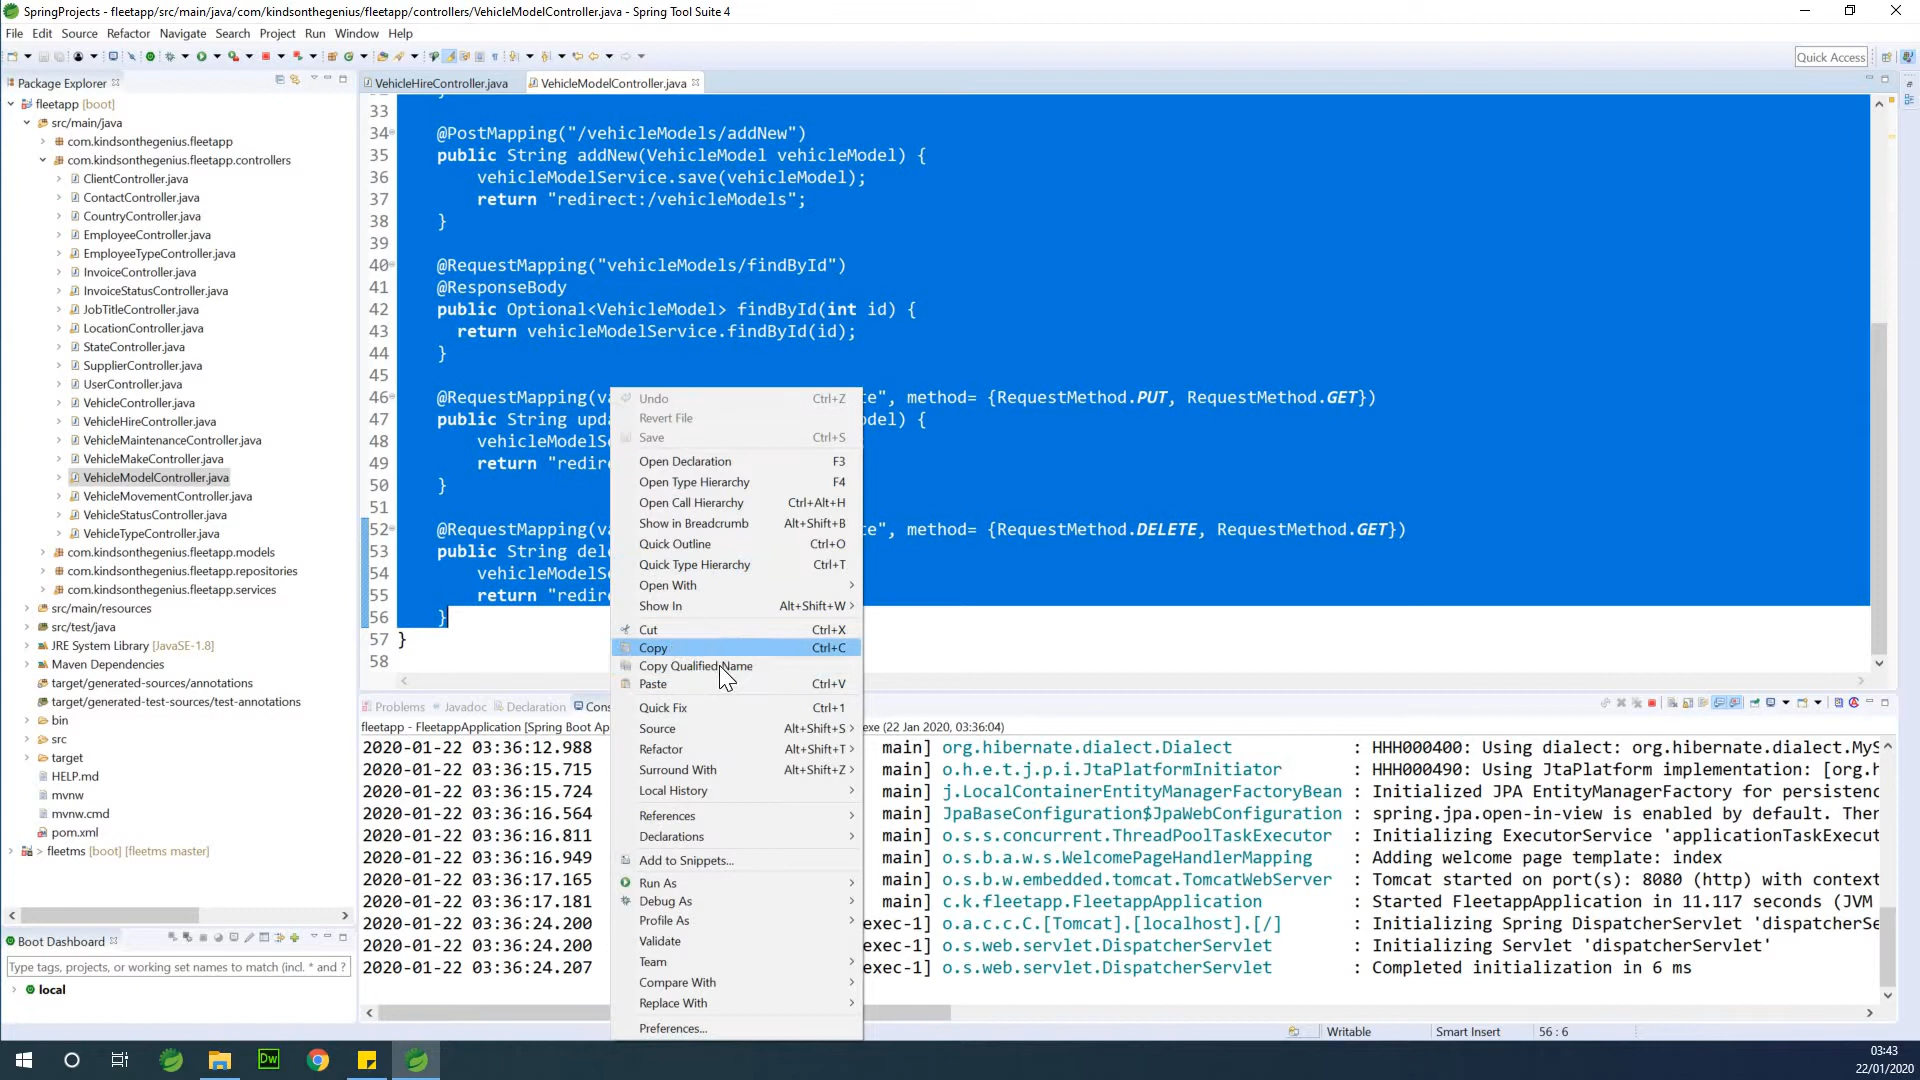 SpringProjects - fleetapp/src/main/java/com/kindsonthegenius/fleetapp/controllers/VehicleModelController.java - Spring Tool Suite 4
File Edit Source Refactor Navigate Search Project Run Window Help
Quick Access
Package Explorer
fleetapp [boot]
src/main/java
com.kindsonthegenius.fleetapp
com.kindsonthegenius.fleetapp.controllers
ClientController.java
ContactController.java
CountryController.java
EmployeeController.java
EmployeeTypeController.java
InvoiceController.java
InvoiceStatusController.java
JobTitleController.java
LocationController.java
StateController.java
SupplierController.java
UserController.java
VehicleController.java
VehicleHireController.java
VehicleMaintenanceController.java
VehicleMakeController.java
VehicleModelController.java
VehicleMovementController.java
VehicleStatusController.java
VehicleTypeController.java
com.kindsonthegenius.fleetapp.models
com.kindsonthegenius.fleetapp.repositories
com.kindsonthegenius.fleetapp.services
src/main/resources
src/test/java
JRE System Library [JavaSE-1.8]
Maven Dependencies
target/generated-sources/annotations
target/generated-test-sources/test-annotations
bin
src
target
HELP.md
mvnw
mvnw.cmd
pom.xml
> fleetms [boot] [fleetms master]
Boot Dashboard
Type tags, projects, or working set names to match (incl. * and ?
local
VehicleHireController.java VehicleModelController.java
33
34 @PostMapping("/vehicleModels/addNew")
35 public String addNew(VehicleModel vehicleModel) {
36 vehicleModelService.save(vehicleModel);
37 return "redirect:/vehicleModels";
38 }
39
40 @RequestMapping("vehicleModels/findById")
41 @ResponseBody
42 public Optional<VehicleModel> findById(int id) {
43 return vehicleModelService.findById(id);
44 }
45
46 @RequestMapping(va e", method= {RequestMethod.PUT, RequestMethod.GET})
47 public String upda del) {
48 vehicleModelSe
49 return "redire
50 }
51
52 @RequestMapping(va e", method= {RequestMethod.DELETE, RequestMethod.GET})
53 public String dele
54 vehicleModelSe
55 return "redire
56 }
57 }
58
Undo Ctrl+Z
Revert File
Save Ctrl+S
Open Declaration F3
Open Type Hierarchy F4
Open Call Hierarchy Ctrl+Alt+H
Show in Breadcrumb Alt+Shift+B
Quick Outline Ctrl+O
Quick Type Hierarchy Ctrl+T
Open With
Show In Alt+Shift+W
Cut Ctrl+X
Copy Ctrl+C
Copy Qualified Name
Paste Ctrl+V
Quick Fix Ctrl+1
Source Alt+Shift+S
Refactor Alt+Shift+T
Surround With Alt+Shift+Z
Local History
References
Declarations
Add to Snippets...
Run As
Debug As
Profile As
Validate
Team
Compare With
Replace With
Preferences...
Problems Javadoc Declaration Cons
fleetapp - FleetappApplication [Spring Boot Ap exe (22 Jan 2020, 03:36:04)
2020-01-22 03:36:12.988 main] org.hibernate.dialect.Dialect : HHH000400: Using dialect: org.hibernate.dialect.MyS
2020-01-22 03:36:15.715 main] o.h.e.t.j.p.i.JtaPlatformInitiator : HHH000490: Using JtaPlatform implementation: [org.h
2020-01-22 03:36:15.724 main] j.LocalContainerEntityManagerFactoryBean : Initialized JPA EntityManagerFactory for persistenc
2020-01-22 03:36:16.564 main] JpaBaseConfiguration$JpaWebConfiguration : spring.jpa.open-in-view is enabled by default. Ther
2020-01-22 03:36:16.811 main] o.s.s.concurrent.ThreadPoolTaskExecutor : Initializing ExecutorService 'applicationTaskExecut
2020-01-22 03:36:16.949 main] o.s.b.a.w.s.WelcomePageHandlerMapping : Adding welcome page template: index
2020-01-22 03:36:17.165 main] o.s.b.w.embedded.tomcat.TomcatWebServer : Tomcat started on port(s): 8080 (http) with context
2020-01-22 03:36:17.181 main] c.k.fleetapp.FleetappApplication : Started FleetappApplication in 11.117 seconds (JVM
2020-01-22 03:36:24.200 exec-1] o.a.c.c.C.[Tomcat].[localhost].[/] : Initializing Spring DispatcherServlet 'dispatcherSe
2020-01-22 03:36:24.200 exec-1] o.s.web.servlet.DispatcherServlet : Initializing Servlet 'dispatcherServlet'
2020-01-22 03:36:24.207 exec-1] o.s.web.servlet.DispatcherServlet : Completed initialization in 6 ms
Writable Smart Insert 56 : 6
Dw
03:43
22/01/2020